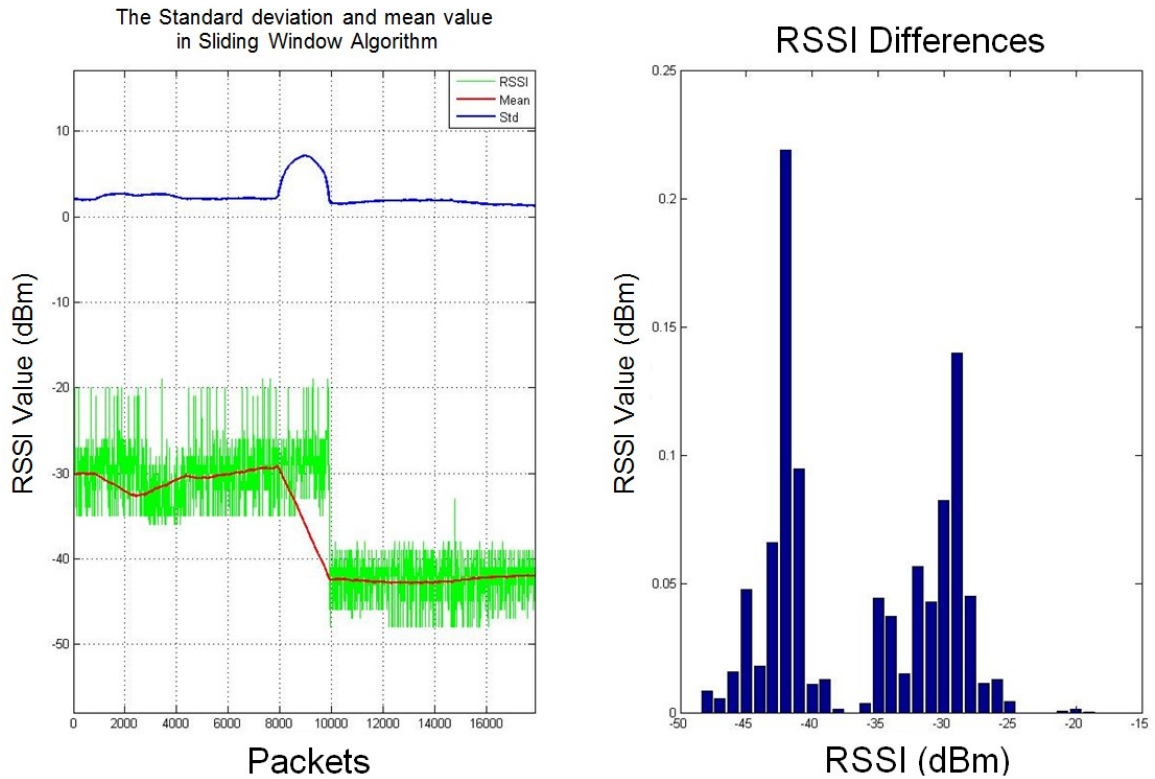 The Standard deviation and mean value
in Sliding Window Algorithm
RSSI
Mean
Std
10
0
-10
-20
-30
-40
-50
RSSI Value (dBm)
0 2000 4000 6000 8000 10000 12000 14000 16000
Packets
RSSI Differences
0.25
0.2
0.15
0.1
0.05
0
RSSI Value (dBm)
-50 -45 -40 -35 -30 -25 -20 -15
RSSI (dBm)